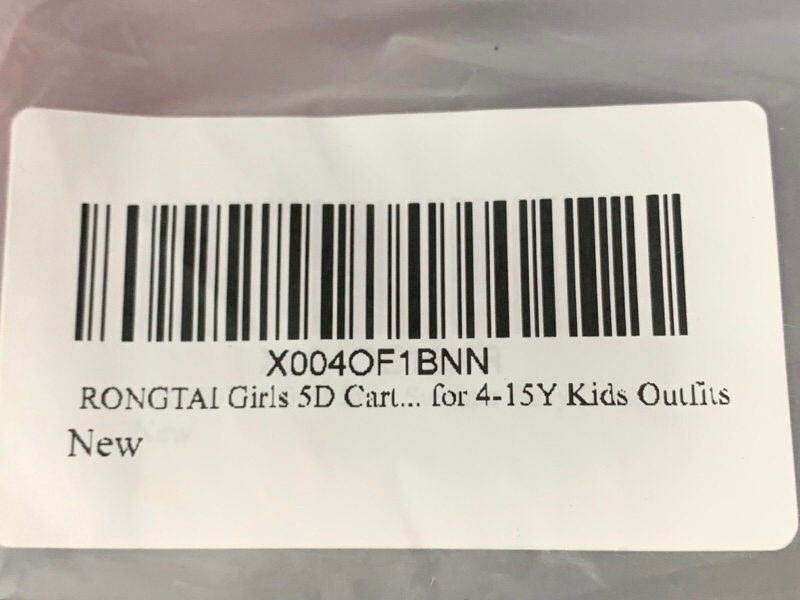 X004OF1BNN
RONGTAI Girls 5D Cart... for 4-15Y Kids Outfits
New